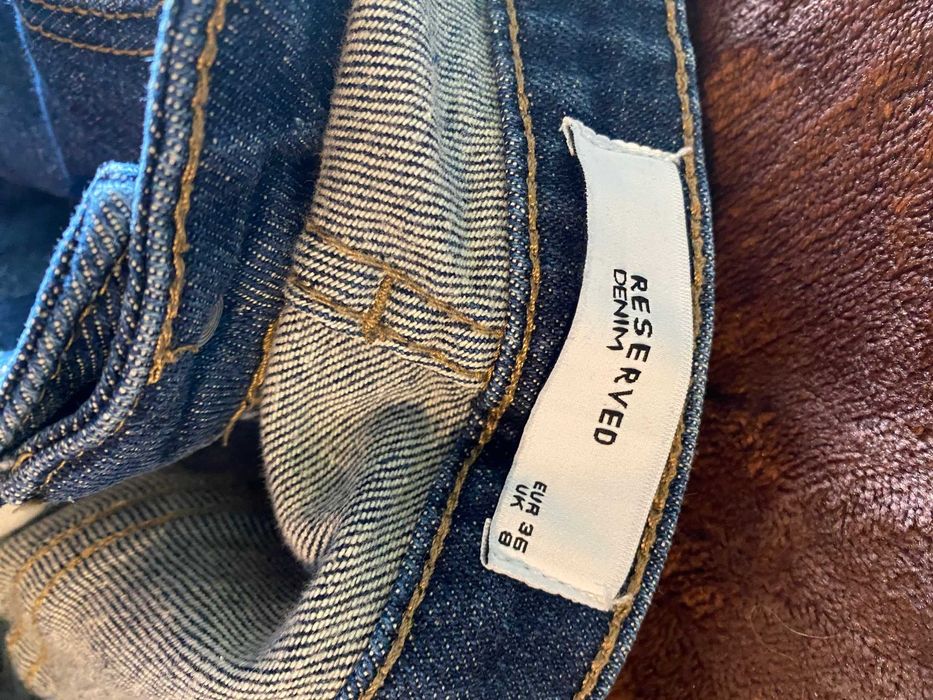 RESERVED
DENIM
EUR 36
UK 8